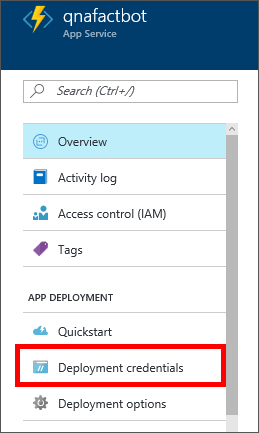 qnafactbot
App Service
Search (Ctrl+/)
Overview
Activity log
Access control (IAM)
Tags
APP DEPLOYMENT
Quickstart
Deployment credentials
Deployment options